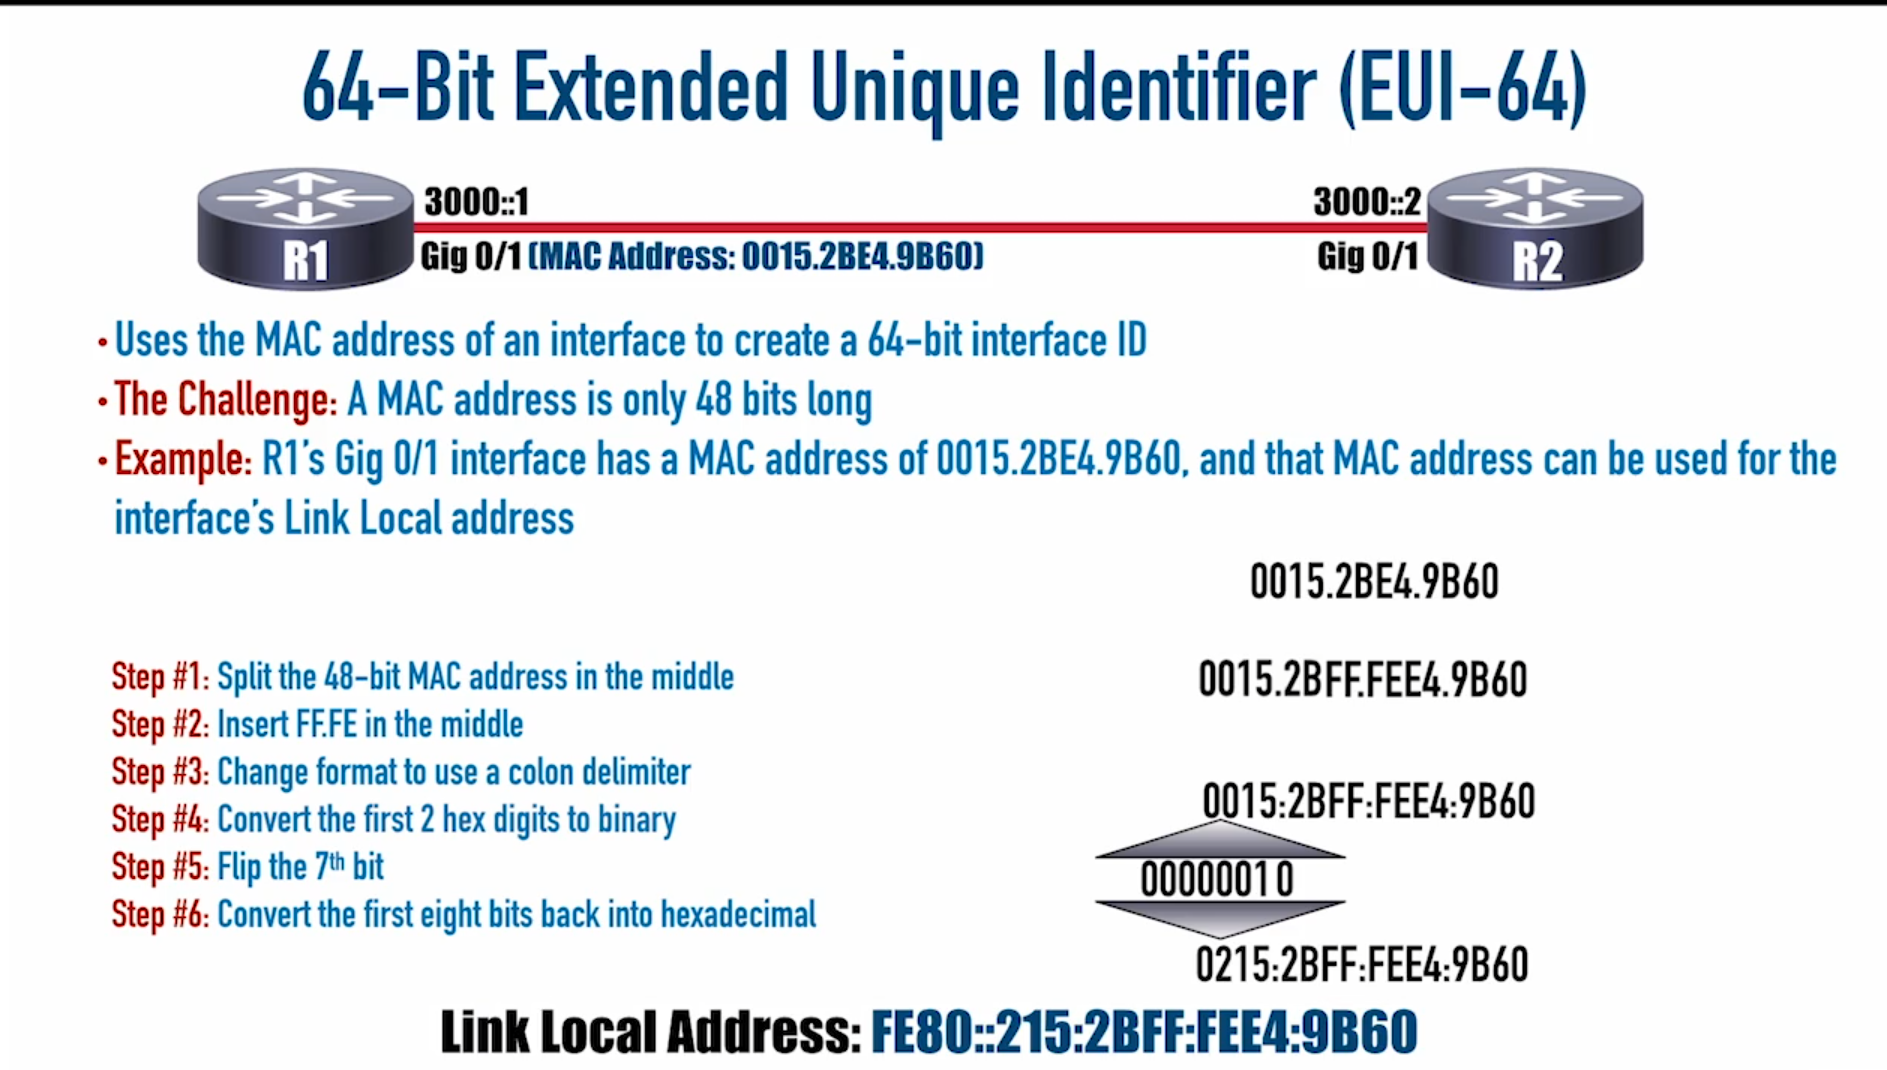 64-Bit Extended Unique Identifier (EUI-64)
3000::1
3000::2
R1
Gig 0/1 (MAC Address: 0015.2BE4.9B60)
Gig 0/1
R2
• Uses the MAC address of an interface to create a 64-bit interface ID
• The Challenge: A MAC address is only 48 bits long
• Example: R1's Gig 0/1 interface has a MAC address of 0015.2BE4.9B60, and that MAC address can be used for the
interface's Link Local address
0015.2BE4.9B60
Step #1: Split the 48-bit MAC address in the middle
0015.2BFF.FEE4.9B60
Step #2: Insert FF.FE in the middle
Step #3: Change format to use a colon delimiter
0015:2BFF:FEE4:9B60
Step #4: Convert the first 2 hex digits to binary
Step #5: Flip the 7th bit
00000010
Step #6: Convert the first eight bits back into hexadecimal
0215:2BFF:FEE4:9B60
Link Local Address: FE80::215:2BFF:FEE4:9B60